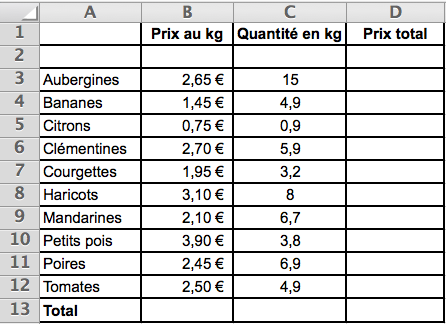 A B C D
1 Prix au kg Quantité en kg Prix total
2
3 Aubergines 2,65 € 15
4 Bananes 1,45 € 4,9
5 Citrons 0,75 € 0,9
6 Clémentines 2,70 € 5,9
7 Courgettes 1,95 € 3,2
8 Haricots 3,10 € 8
9 Mandarines 2,10 € 6,7
10 Petits pois 3,90 € 3,8
11 Poires 2,45 € 6,9
12 Tomates 2,50 € 4,9
13 Total